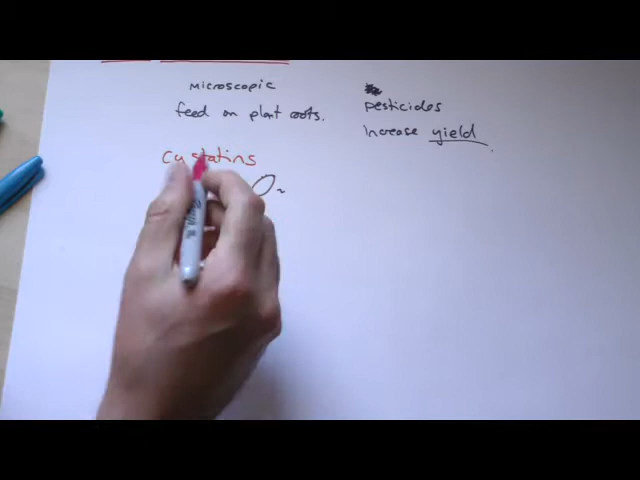 Microscopic
feed on plant roots.
pesticides
Increase yield.
cystatins